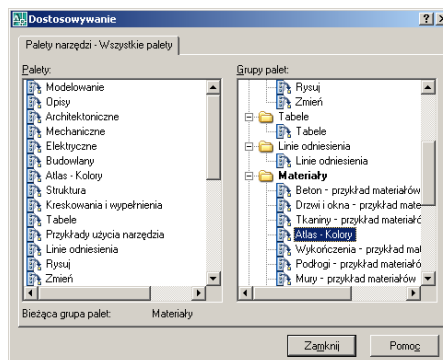 Dostosowywanie
Palety narzędzi - Wszystkie palety
Palety:
Modelowanie
Opisy
Architektoniczne
Mechaniczne
Elektryczne
Budowlany
Atlas - Kolory
Struktura
Kreskowania i wypełnienia
Tabele
Przykłady użycia narzędzia
Linie odniesienia
Rysuj
Zmień
Grupy palet:
Rysuj
Zmień
Tabele
Tabele
Linie odniesienia
Linie odniesienia
Materiały
Beton - przykład materiałów
Drzwi i okna - przykład mate
Tkaniny - przykład materiałó
Atlas - Kolory
Wykończenia - przykład mat
Podłogi - przykład materiałó
Mury - przykład materiałów
Bieżąca grupa palet: Materiały
Zamknij Pomoc